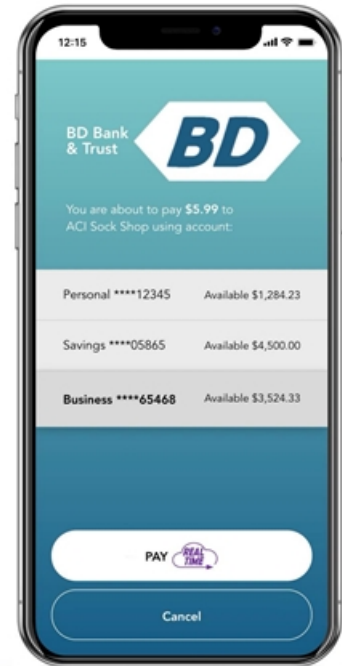 12:15
BD Bank
& Trust
BD
You are about to pay $5.99 to
ACI Sock Shop using account:
Personal ****12345 Available $1,284.23
Savings ****05865 Available $4,500.00
Business ****65468 Available $3,524.33
PAY REAL TIME
Cancel